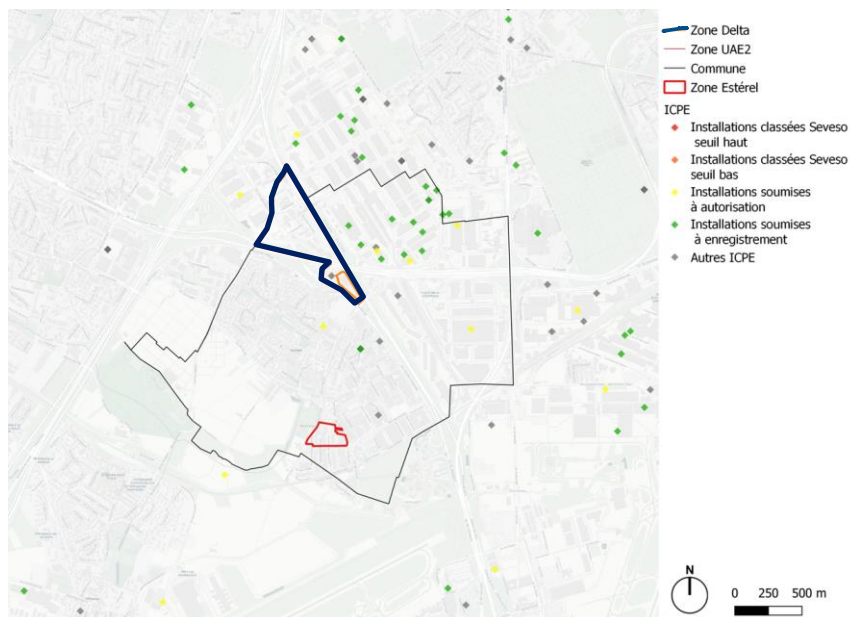 Zone Delta
Zone UAE2
Commune
Zone Estérel
ICPE
Installations classées Seveso
seuil haut
Installations classées Seveso
seuil bas
Installations soumises
à autorisation
Installations soumises
à enregistrement
Autres ICPE
N
0 250 500 m